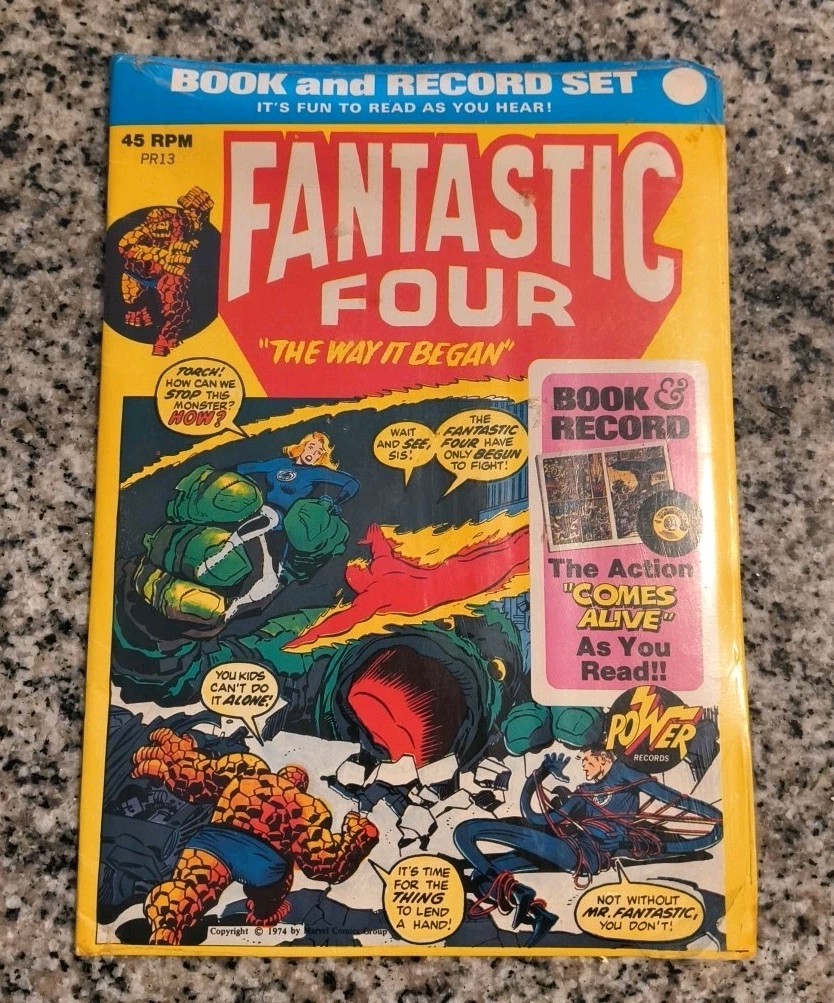 BOOK and RECORD SET
IT'S FUN TO READ AS YOU HEAR!
45 RPM
PR13
FANTASTIC
FOUR
"THE WAY IT BEGAN"
TORCH!
HOW CAN WE
STOP THIS
MONSTER?
HOW?
WAIT
AND SEE,
SIS!
THE
FANTASTIC
FOUR HAVE
ONLY BEGUN
TO FIGHT!
BOOK &
RECORD
The Action
"COMES
ALIVE"
As You
Read!!
YOU KIDS
CAN'T DO
IT ALONE!
POWER
RECORDS
IT'S TIME
FOR THE
THING
TO LEND
A HAND!
NOT WITHOUT
MR. FANTASTIC,
YOU DON'T!
Copyright © 1974 by Marvel Comics Group